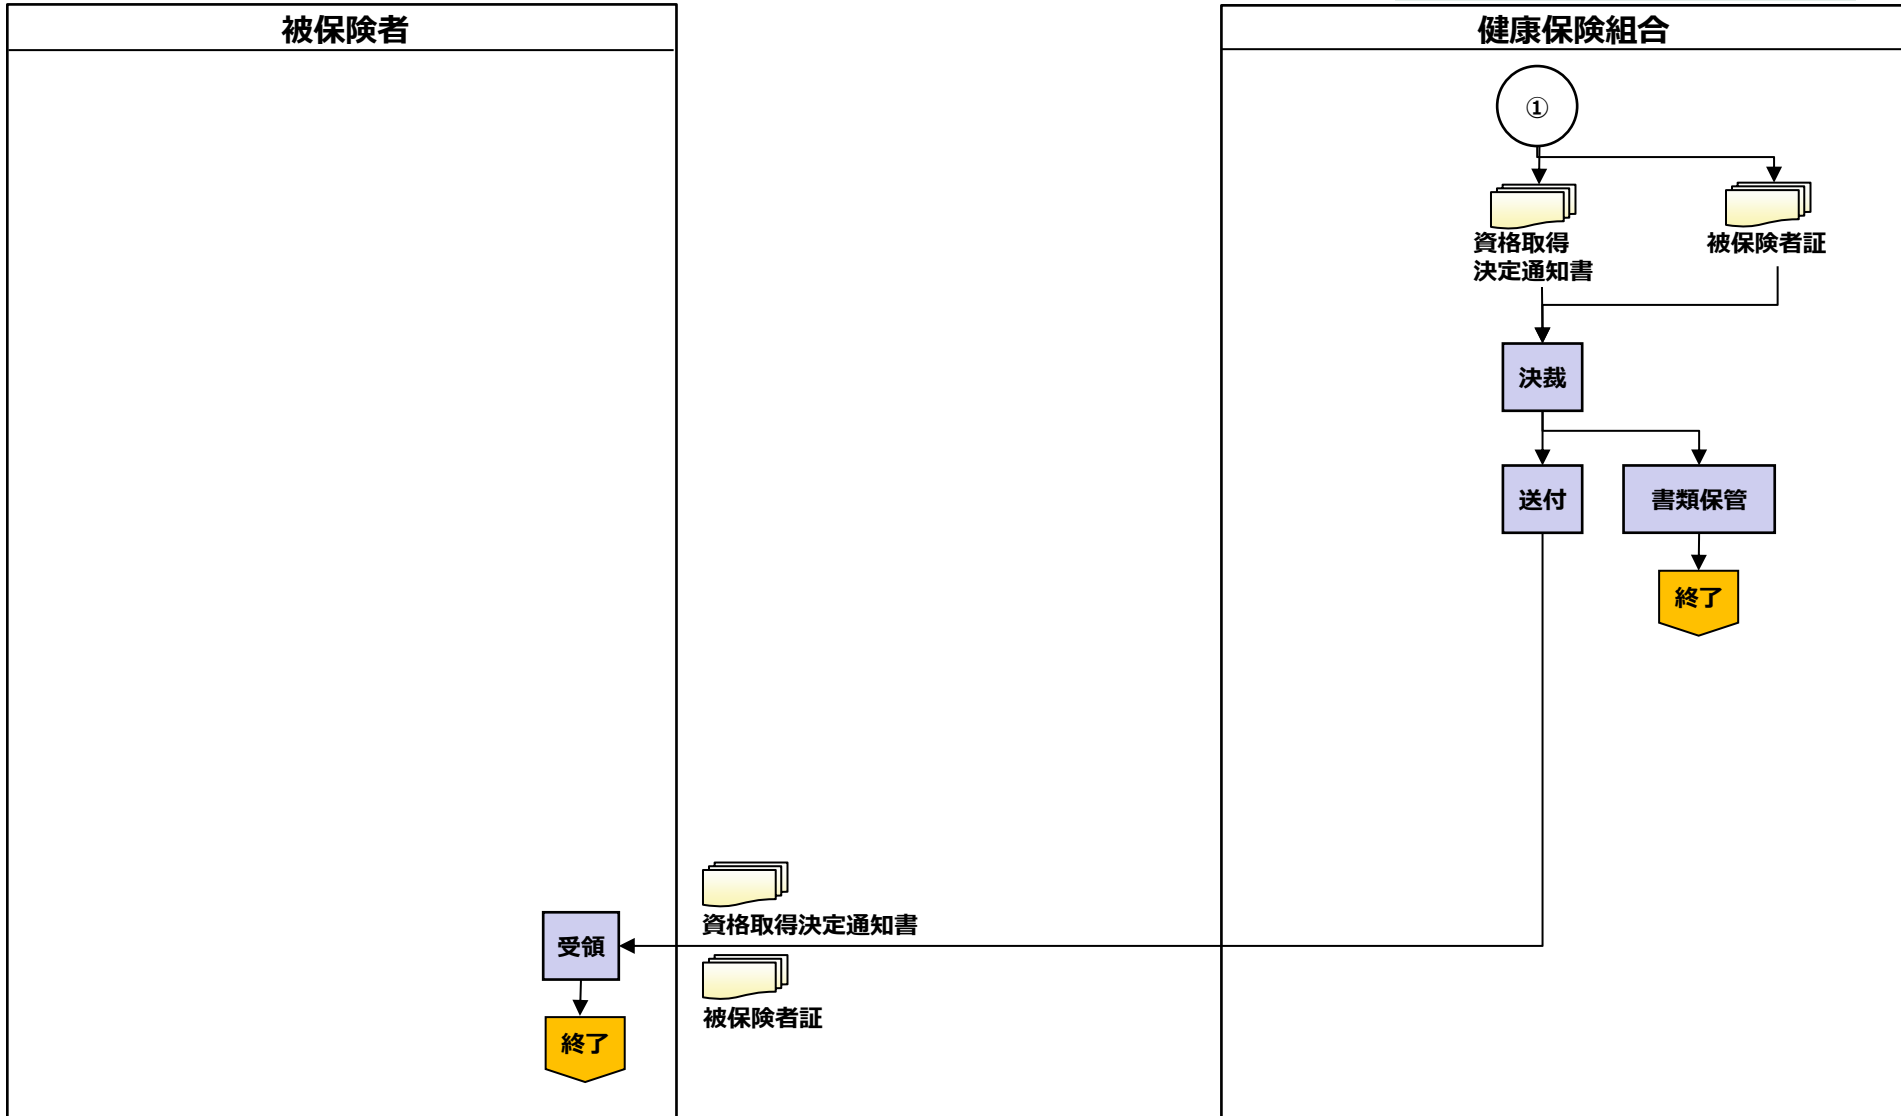 被保険者
健康保険組合
①
資格取得
決定通知書
被保険者証
決裁
送付
書類保管
終了
資格取得決定通知書
受領
被保険者証
終了